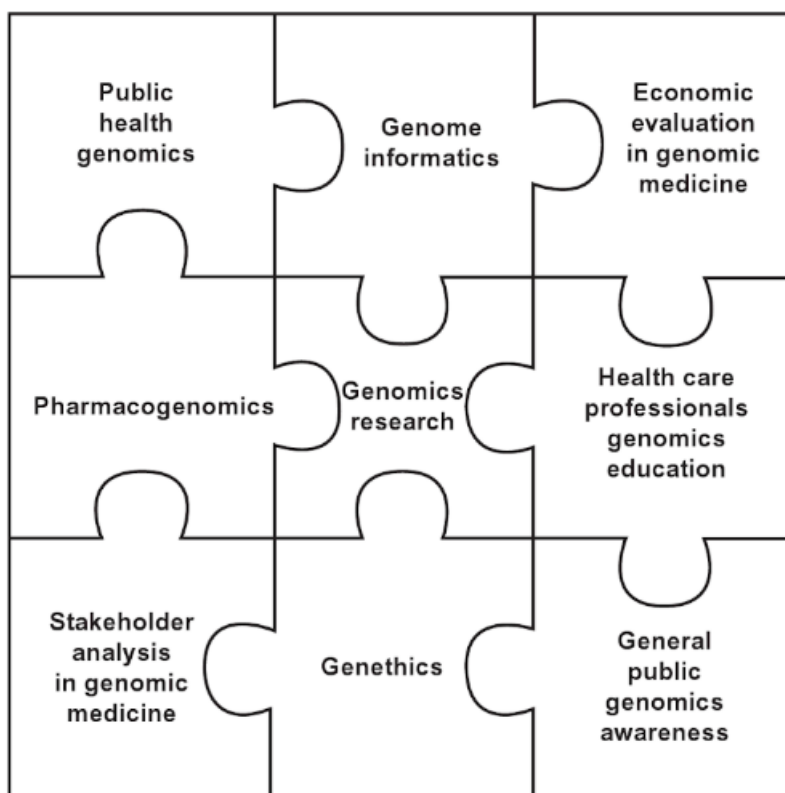 Public
health
genomics
Genome
informatics
Economic
evaluation
in genomic
medicine
Pharmacogenomics
Genomics
research
Health care
professionals
genomics
education
Stakeholder
analysis
in genomic
medicine
Genethics
General
public
genomics
awareness